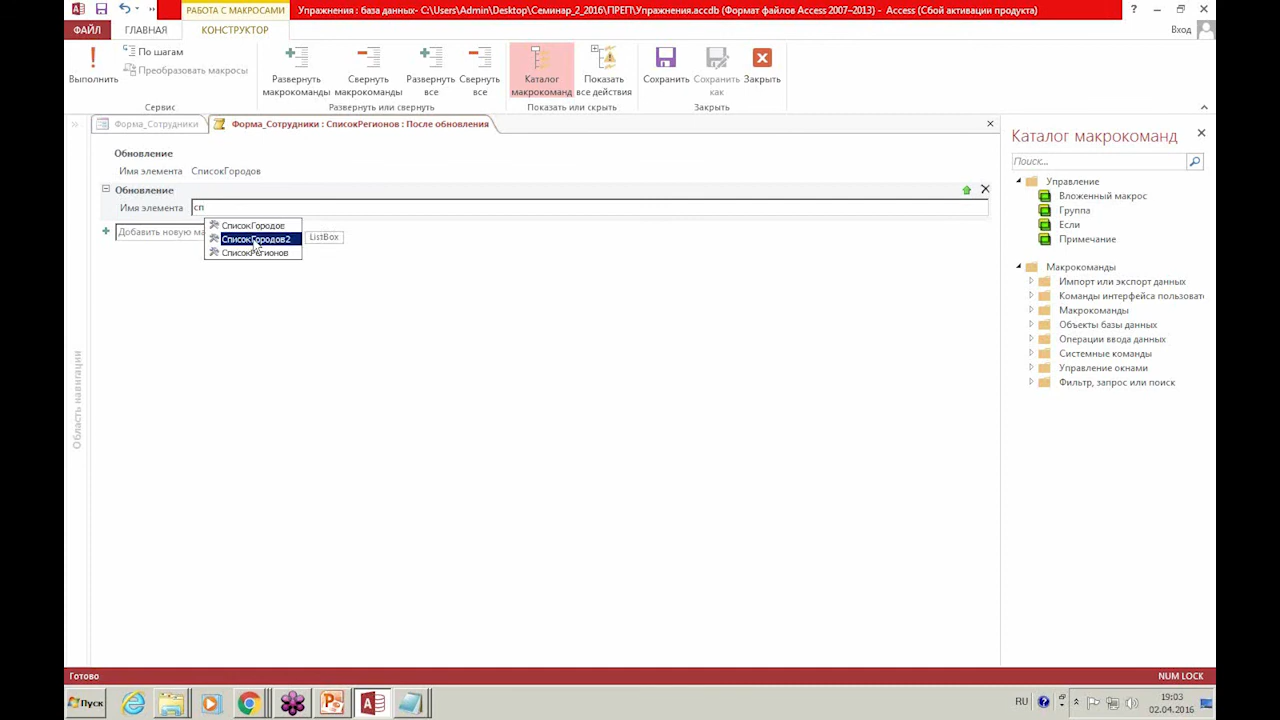 РАБОТА С МАКРОСАМИ
Упражнения : база данных- C:\Users\Admin\Desktop\Семинар_2_2016\ПРЕП\Упражнения.accdb (Формат файлов Access 2007–2013) - Access (Сбой активации продукта)
ФАЙЛ ГЛАВНАЯ КОНСТРУКТОР Вход
Выполнить
По шагам
Преобразовать макросы
Развернуть макрокоманды
Свернуть макрокоманды
Развернуть все
Свернуть все
Каталог макрокоманд
Показать все действия
Сохранить
Сохранить как
Закрыть
Сервис Развернуть или свернуть Показать или скрыть Закрыть
Форма_Сотрудники Форма_Сотрудники : СписокРегионов : После обновления
Область навигации
Обновление
Имя элемента СписокГородов
Обновление
Имя элемента сп
СписокГородов
СписокГородов2 ListBox
СписокРегионов
Добавить новую ма
Каталог макрокоманд
Поиск...
Управление
Вложенный макрос
Группа
Если
Примечание
Макрокоманды
Импорт или экспорт данных
Команды интерфейса пользоват
Макрокоманды
Объекты базы данных
Операции ввода данных
Системные команды
Управление окнами
Фильтр, запрос или поиск
Готово NUM LOCK
Пуск RU 19:03
02.04.2016